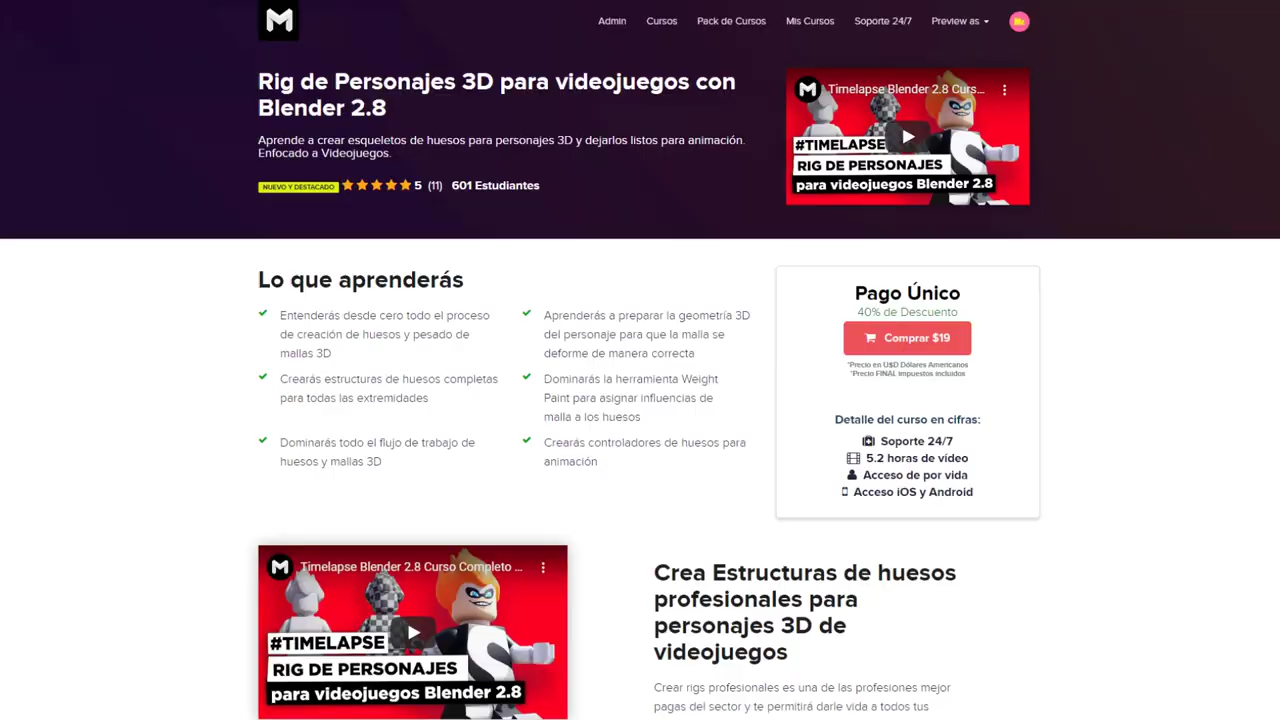 M
Admin
Cursos
Pack de Cursos
Mis Cursos
Soporte 24/7
Preview as
Rig de Personajes 3D para videojuegos con
Blender 2.8
Aprende a crear esqueletos de huesos para personajes 3D y dejarlos listos para animación.
Enfocado a Videojuegos.
NUEVO Y DESTACADO
5 (11) 601 Estudiantes
M
Timelapse Blender 2.8 Curs...
#TIMELAPSE
RIG DE PERSONAJES
para videojuegos Blender 2.8
Lo que aprenderás
Entenderás desde cero todo el proceso
de creación de huesos y pesado de
mallas 3D
Aprenderás a preparar la geometría 3D
del personaje para que la malla se
deforme de manera correcta
Crearás estructuras de huesos completas
para todas las extremidades
Dominarás la herramienta Weight
Paint para asignar influencias de
malla a los huesos
Dominarás todo el flujo de trabajo de
huesos y mallas 3D
Crearás controladores de huesos para
animación
Pago Único
40% de Descuento
Comprar $19
*Precio en U$D Dólares Americanos
*Precio FINAL impuestos incluidos
Detalle del curso en cifras:
Soporte 24/7
5.2 horas de vídeo
Acceso de por vida
Acceso iOS y Android
M
Timelapse Blender 2.8 Curso Completo ...
#TIMELAPSE
RIG DE PERSONAJES
para videojuegos Blender 2.8
Crea Estructuras de huesos
profesionales para
personajes 3D de
videojuegos
Crear rigs profesionales es una de las profesiones mejor
pagas del sector y te permitirá darle vida a todos tus